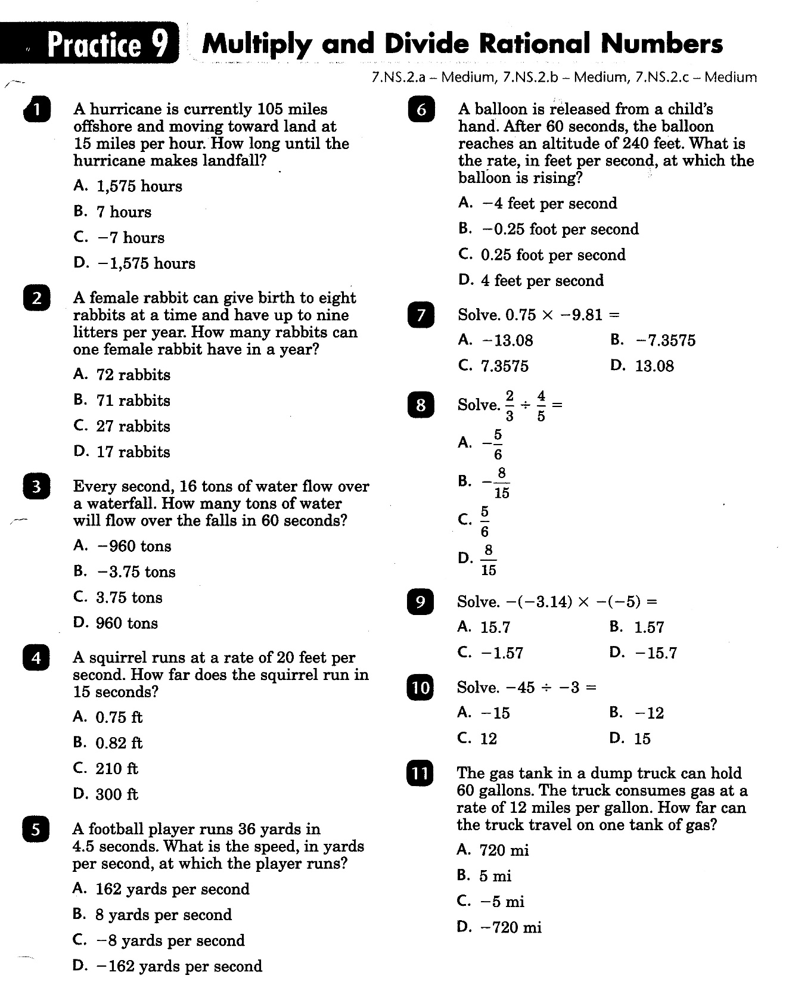 Practice 9 Multiply and Divide Rational Numbers
7.NS.2.a – Medium, 7.NS.2.b – Medium, 7.NS.2.c – Medium
1 A hurricane is currently 105 miles
offshore and moving toward land at
15 miles per hour. How long until the
hurricane makes landfall?
A. 1,575 hours
B. 7 hours
C. −7 hours
D. −1,575 hours
2 A female rabbit can give birth to eight
rabbits at a time and have up to nine
litters per year. How many rabbits can
one female rabbit have in a year?
A. 72 rabbits
B. 71 rabbits
C. 27 rabbits
D. 17 rabbits
3 Every second, 16 tons of water flow over
a waterfall. How many tons of water
will flow over the falls in 60 seconds?
A. −960 tons
B. −3.75 tons
C. 3.75 tons
D. 960 tons
4 A squirrel runs at a rate of 20 feet per
second. How far does the squirrel run in
15 seconds?
A. 0.75 ft
B. 0.82 ft
C. 210 ft
D. 300 ft
5 A football player runs 36 yards in
4.5 seconds. What is the speed, in yards
per second, at which the player runs?
A. 162 yards per second
B. 8 yards per second
C. −8 yards per second
D. −162 yards per second
6 A balloon is released from a child's
hand. After 60 seconds, the balloon
reaches an altitude of 240 feet. What is
the rate, in feet per second, at which the
balloon is rising?
A. −4 feet per second
B. −0.25 foot per second
C. 0.25 foot per second
D. 4 feet per second
7 Solve. 0.75 × −9.81 =
A. −13.08 B. −7.3575
C. 7.3575 D. 13.08
8 Solve. 2/3 ÷ 4/5 =
A. −5/6
B. −8/15
C. 5/6
D. 8/15
9 Solve. −(−3.14) × −(−5) =
A. 15.7 B. 1.57
C. −1.57 D. −15.7
10 Solve. −45 ÷ −3 =
A. −15 B. −12
C. 12 D. 15
11 The gas tank in a dump truck can hold
60 gallons. The truck consumes gas at a
rate of 12 miles per gallon. How far can
the truck travel on one tank of gas?
A. 720 mi
B. 5 mi
C. −5 mi
D. −720 mi